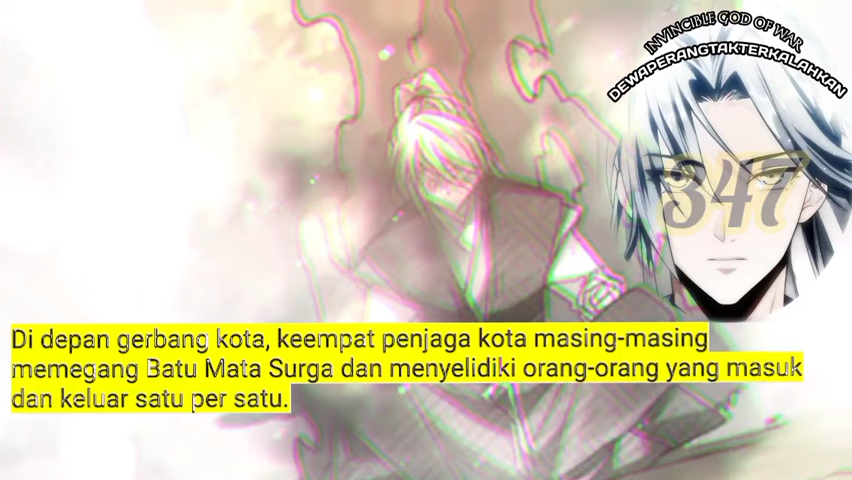 INVINCIBLE GOD OF WAR
DEWAPERANGTAKTERKALAHKAN
347
Di depan gerbang kota, keempat penjaga kota masing-masing
memegang Batu Mata Surga dan menyelidiki orang-orang yang masuk
dan keluar satu per satu.